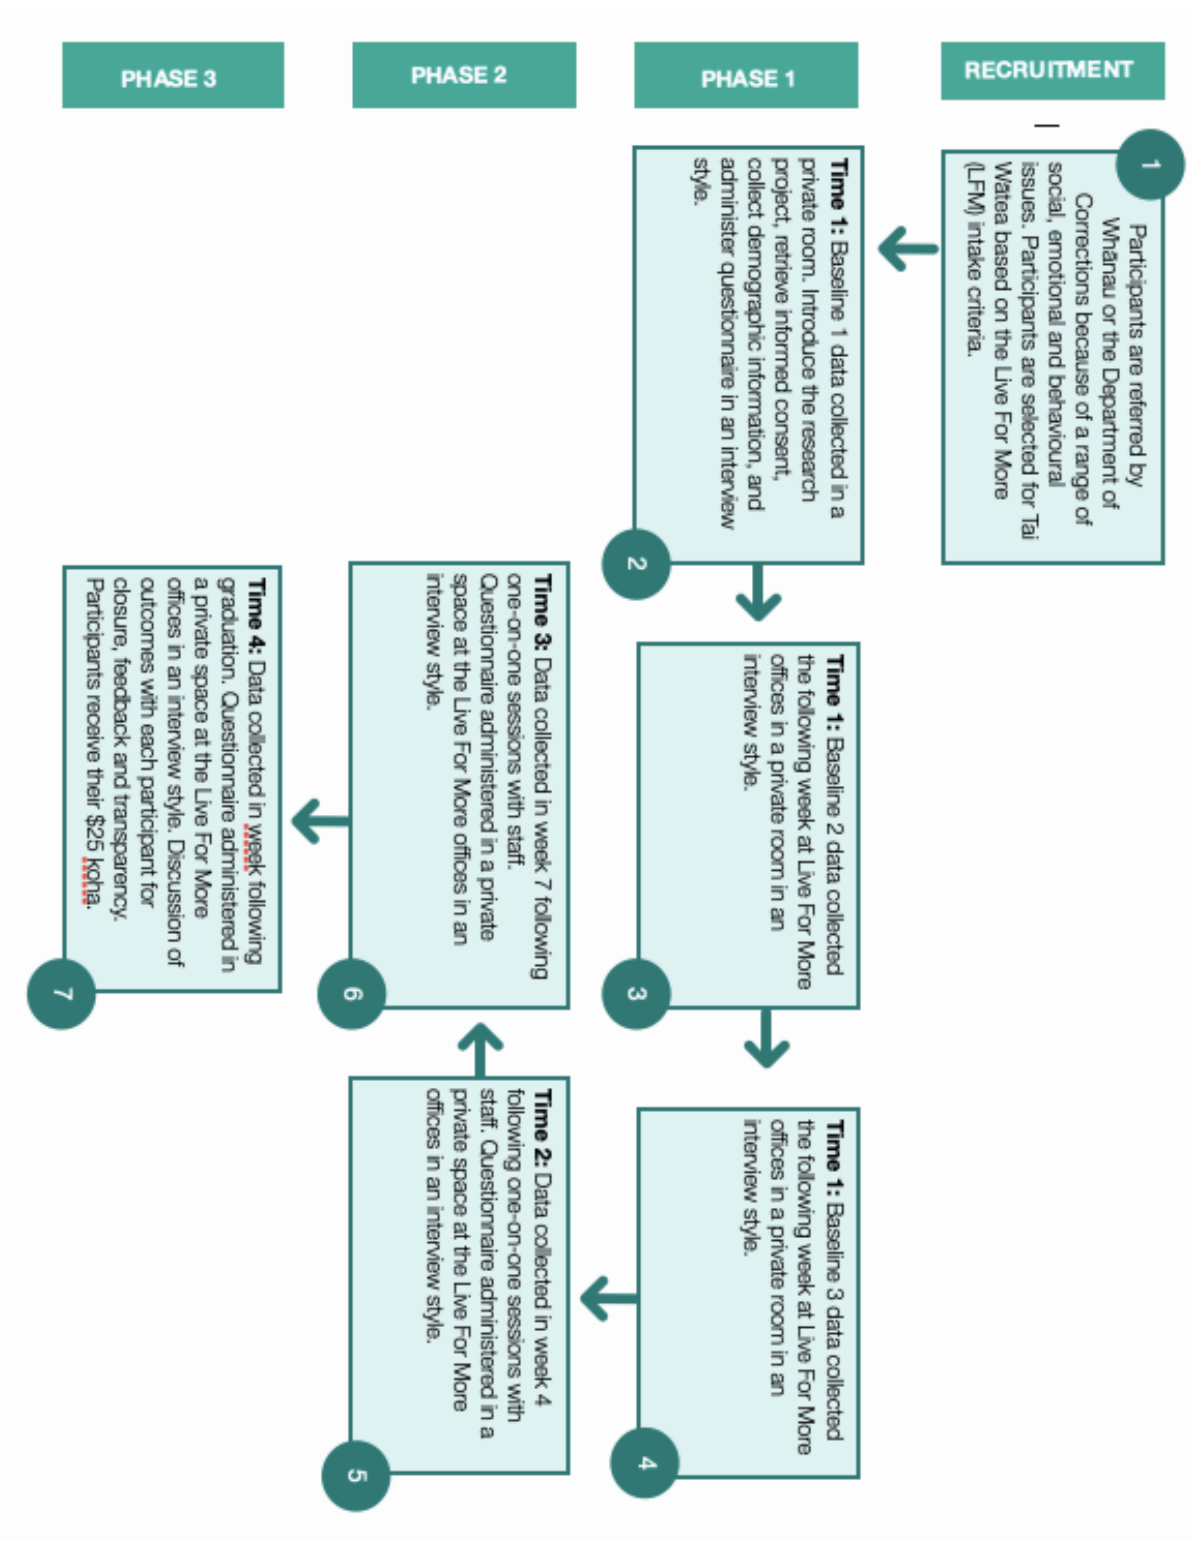 RECRUITMENT
1
Participants are referred by
Whānau or the Department of
Corrections because of a range of
social, emotional and behavioural
issues. Participants are selected for Tai
Wātea based on the Live For More
(LFM) intake criteria.
PHASE 1
Time 1: Baseline 1 data collected in a
private room. Introduce the research
project, retrieve informed consent,
collect demographic information, and
administer questionnaire in an interview
style.
2
Time 1: Baseline 2 data collected
the following week at Live For More
offices in a private room in an
interview style.
3
Time 1: Baseline 3 data collected
the following week at Live For More
offices in a private room in an
interview style.
4
PHASE 2
Time 2: Data collected in week 4
following one-on-one sessions with
staff. Questionnaire administered in a
private space at the Live For More
offices in an interview style.
5
Time 3: Data collected in week 7 following
one-on-one sessions with staff.
Questionnaire administered in a private
space at the Live For More offices in an
interview style.
6
PHASE 3
Time 4: Data collected in week following
graduation. Questionnaire administered in
a private space at the Live For More
offices in an interview style. Discussion of
outcomes with each participant for
closure, feedback and transparency.
Participants receive their $25 koha.
7